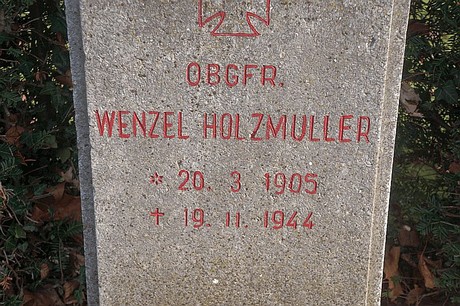 OBGFR.
WENZEL HOLZMULLER
* 20. 3 1905
† 19. 11. 1944